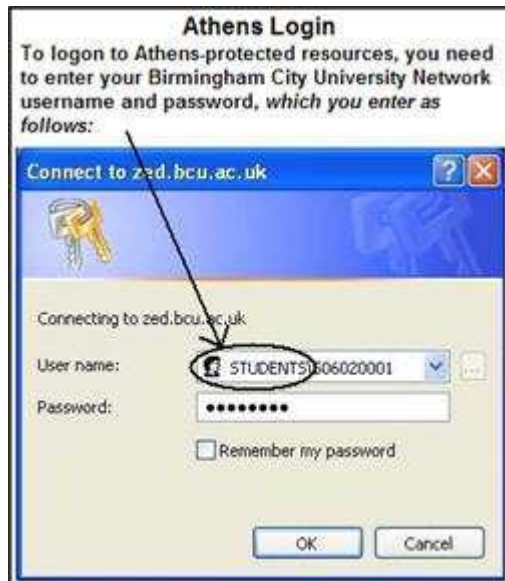 Athens Login
To logon to Athens-protected resources, you need
to enter your Birmingham City University Network
username and password, which you enter as
follows:
Connect to zed.bcu.ac.uk
Connecting to zed.bcu.ac.uk
User name:
STUDENTS\S06020001
Password:
Remember my password
OK
Cancel